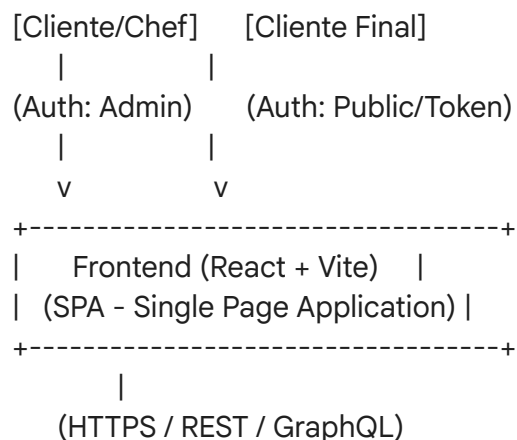 [Cliente/Chef] [Cliente Final]
| |
(Auth: Admin) (Auth: Public/Token)
| |
v v
+-----------------------------------+
| Frontend (React + Vite) |
| (SPA - Single Page Application) |
+-----------------------------------+
|
(HTTPS / REST / GraphQL)